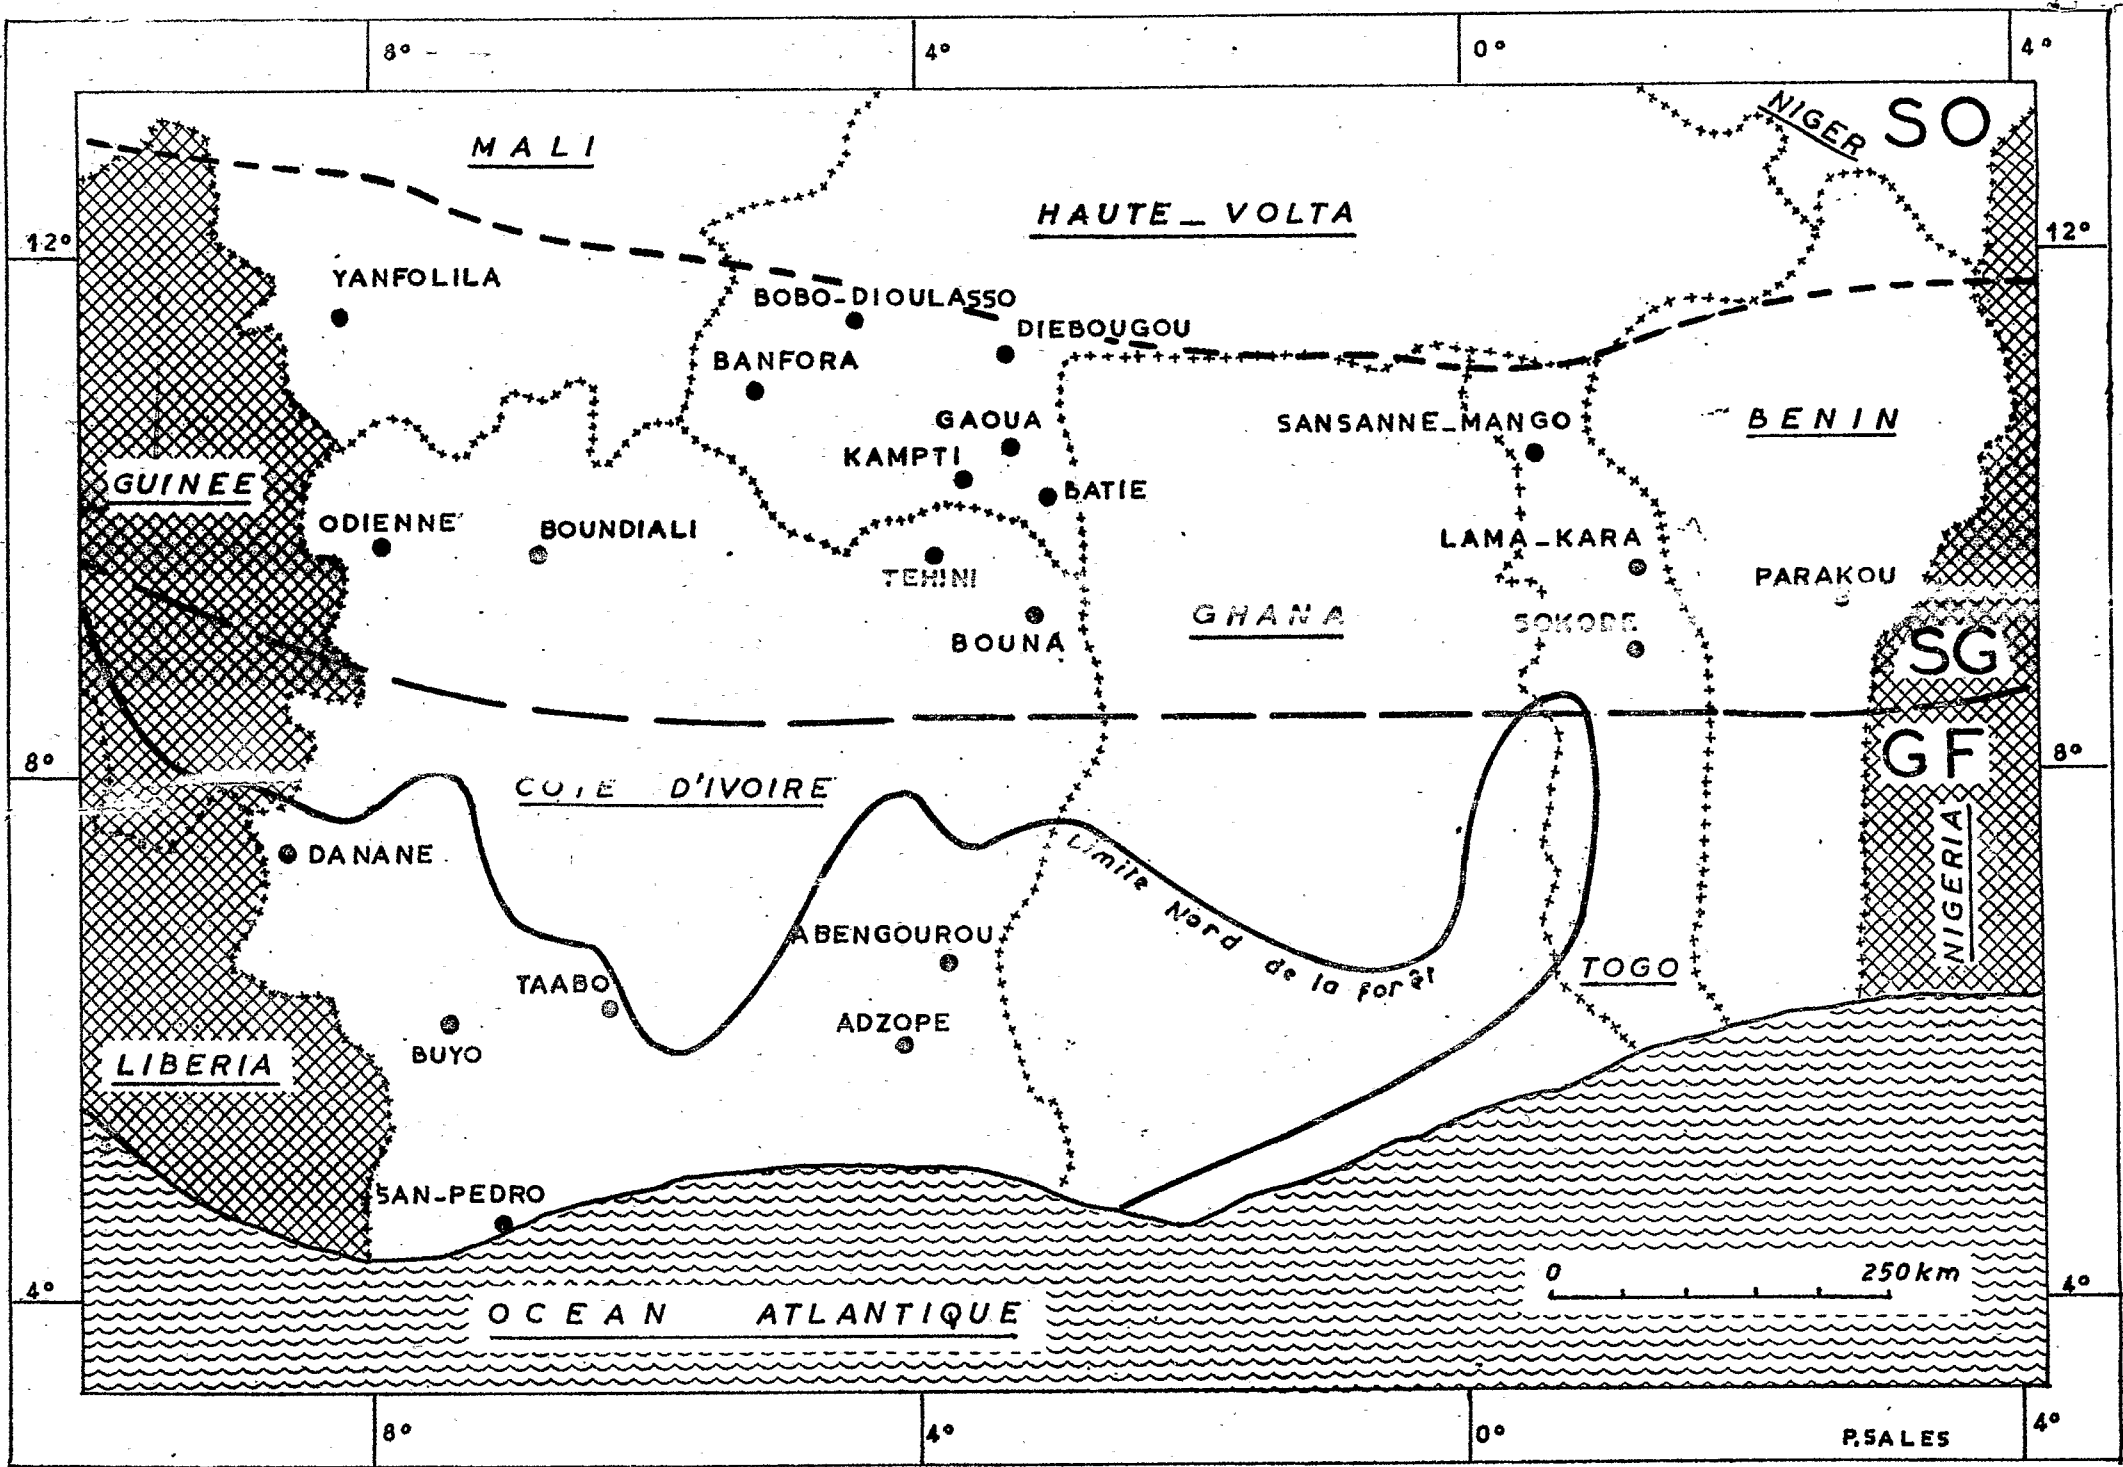 8° 4° 0° 4°
NIGER
SO
MALI
HAUTE_VOLTA
12° 12°
YANFOLILA
BOBO-DIOULASSO
DIEBOUGOU
BANFORA
GAOUA
SANSANNE_MANGO
BENIN
KAMPTI
BATIE
GUINEE
ODIENNE
BOUNDIALI
LAMA_KARA
TEHINI
PARAKOU
GHANA
SOKODE
BOUNA
SG
GF
8° 8°
COTE D'IVOIRE
DANANE
Limite Nord de la forêt
NIGERIA
ABENGOUROU
TOGO
TAABO
ADZOPE
BUYO
LIBERIA
SAN-PEDRO
0 250km
4° 4°
OCEAN ATLANTIQUE
8° 4° 0° 4°
P.SALES